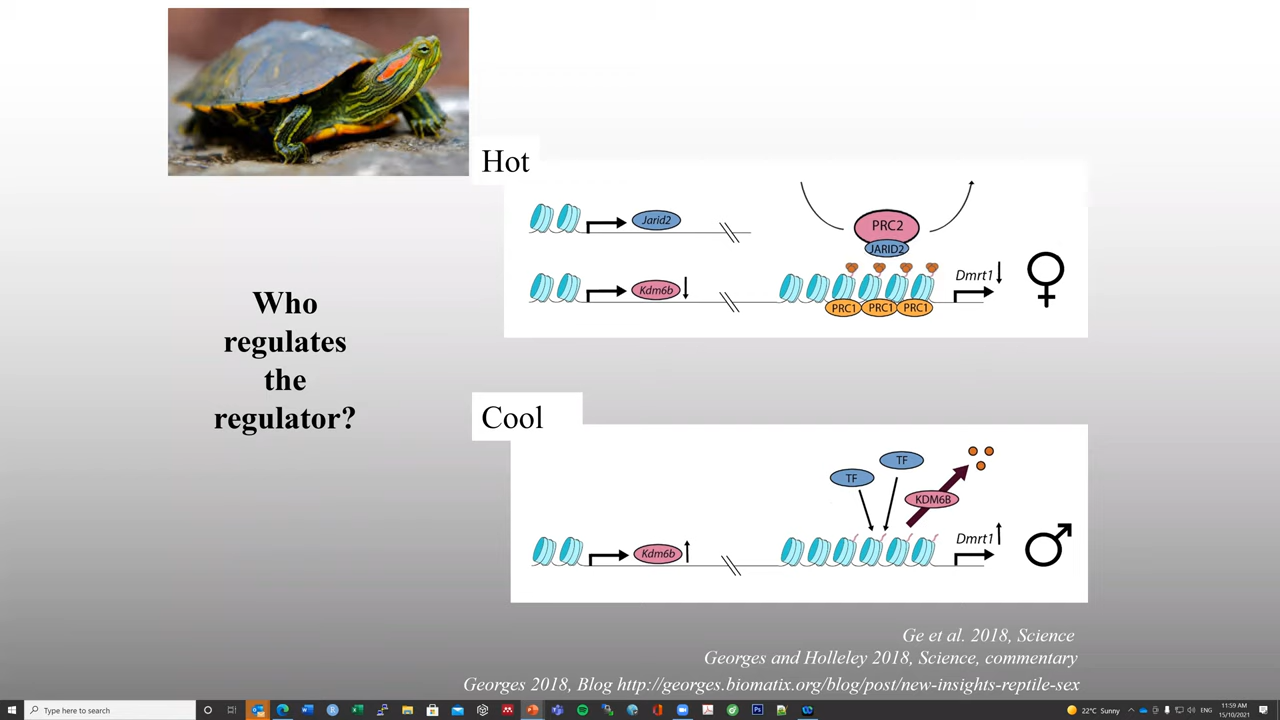 Hot
Jarid2
PRC2
JARID2
Kdm6b
Dmrt1
PRC1 PRC1 PRC1
Who
regulates
the
regulator?
Cool
TF
TF
KDM6B
Kdm6b
Dmrt1
Ge et al. 2018, Science
Georges and Holleley 2018, Science, commentary
Georges 2018, Blog http://georges.biomatix.org/blog/post/new-insights-reptile-sex
Type here to search
22°C Sunny
ENG
11:59 AM
15/10/2021